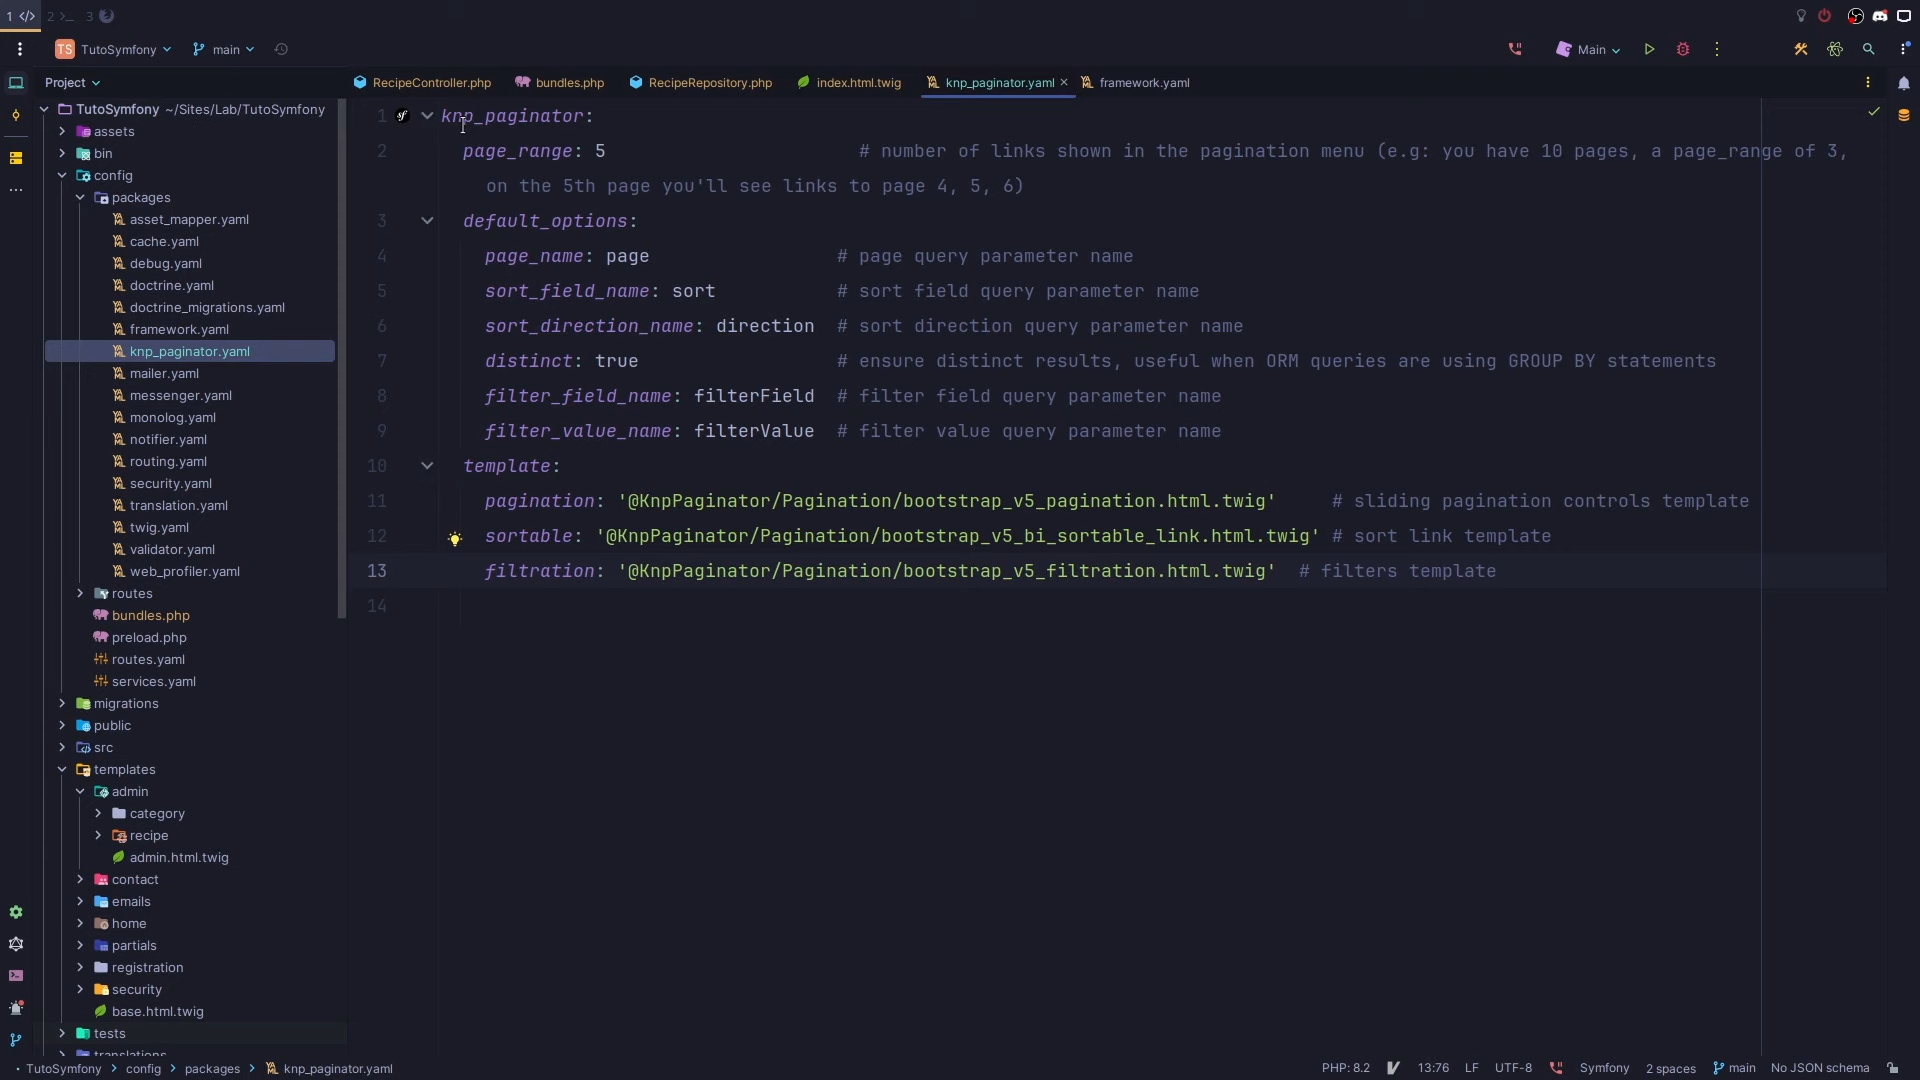 1 </> 2 >_ 3
TS TutoSymfony main Main
Project
RecipeController.php bundles.php RecipeRepository.php index.html.twig knp_paginator.yaml framework.yaml
TutoSymfony ~/Sites/Lab/TutoSymfony
assets
bin
config
packages
asset_mapper.yaml
cache.yaml
debug.yaml
doctrine.yaml
doctrine_migrations.yaml
framework.yaml
knp_paginator.yaml
mailer.yaml
messenger.yaml
monolog.yaml
notifier.yaml
routing.yaml
security.yaml
translation.yaml
twig.yaml
validator.yaml
web_profiler.yaml
routes
bundles.php
preload.php
routes.yaml
services.yaml
migrations
public
src
templates
admin
category
recipe
admin.html.twig
contact
emails
home
partials
registration
security
base.html.twig
tests
translations
1 knp_paginator:
2 page_range: 5 # number of links shown in the pagination menu (e.g: you have 10 pages, a page_range of 3,
on the 5th page you'll see links to page 4, 5, 6)
3 default_options:
4 page_name: page # page query parameter name
5 sort_field_name: sort # sort field query parameter name
6 sort_direction_name: direction # sort direction query parameter name
7 distinct: true # ensure distinct results, useful when ORM queries are using GROUP BY statements
8 filter_field_name: filterField # filter field query parameter name
9 filter_value_name: filterValue # filter value query parameter name
10 template:
11 pagination: '@KnpPaginator/Pagination/bootstrap_v5_pagination.html.twig' # sliding pagination controls template
12 sortable: '@KnpPaginator/Pagination/bootstrap_v5_bi_sortable_link.html.twig' # sort link template
13 filtration: '@KnpPaginator/Pagination/bootstrap_v5_filtration.html.twig' # filters template
14
TutoSymfony > config > packages > knp_paginator.yaml PHP: 8.2 13:76 LF UTF-8 Symfony 2 spaces main No JSON schema